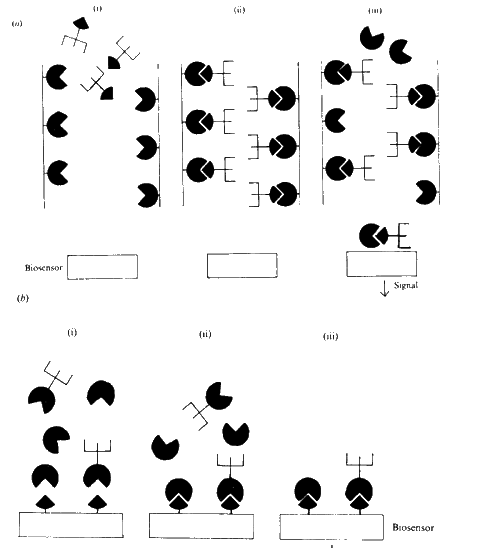 (a)
(i) (ii) (iii)
Biosensor
Signal
(b)
(i) (ii) (iii)
Biosensor